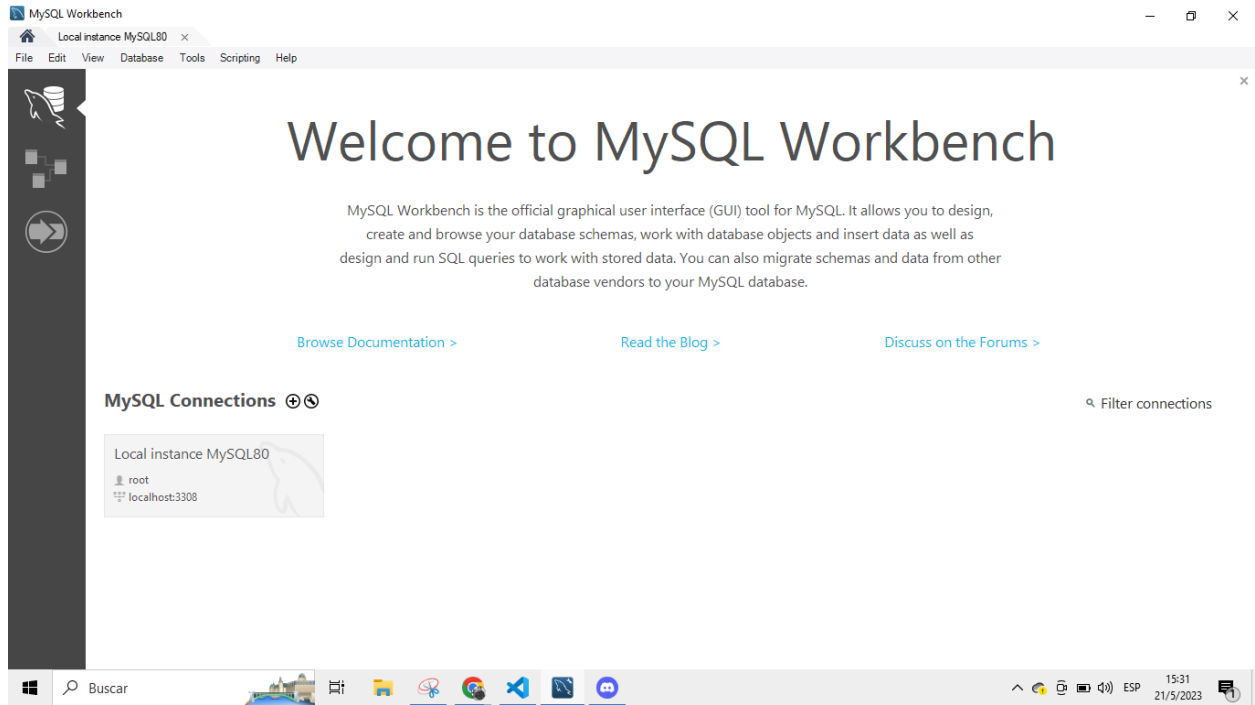 MySQL Workbench
Local instance MySQL80
File Edit View Database Tools Scripting Help
Welcome to MySQL Workbench
MySQL Workbench is the official graphical user interface (GUI) tool for MySQL. It allows you to design,
create and browse your database schemas, work with database objects and insert data as well as
design and run SQL queries to work with stored data. You can also migrate schemas and data from other
database vendors to your MySQL database.
Browse Documentation >
Read the Blog >
Discuss on the Forums >
MySQL Connections
Filter connections
Local instance MySQL80
root
localhost:3308
Buscar
ESP
15:31
21/5/2023
1